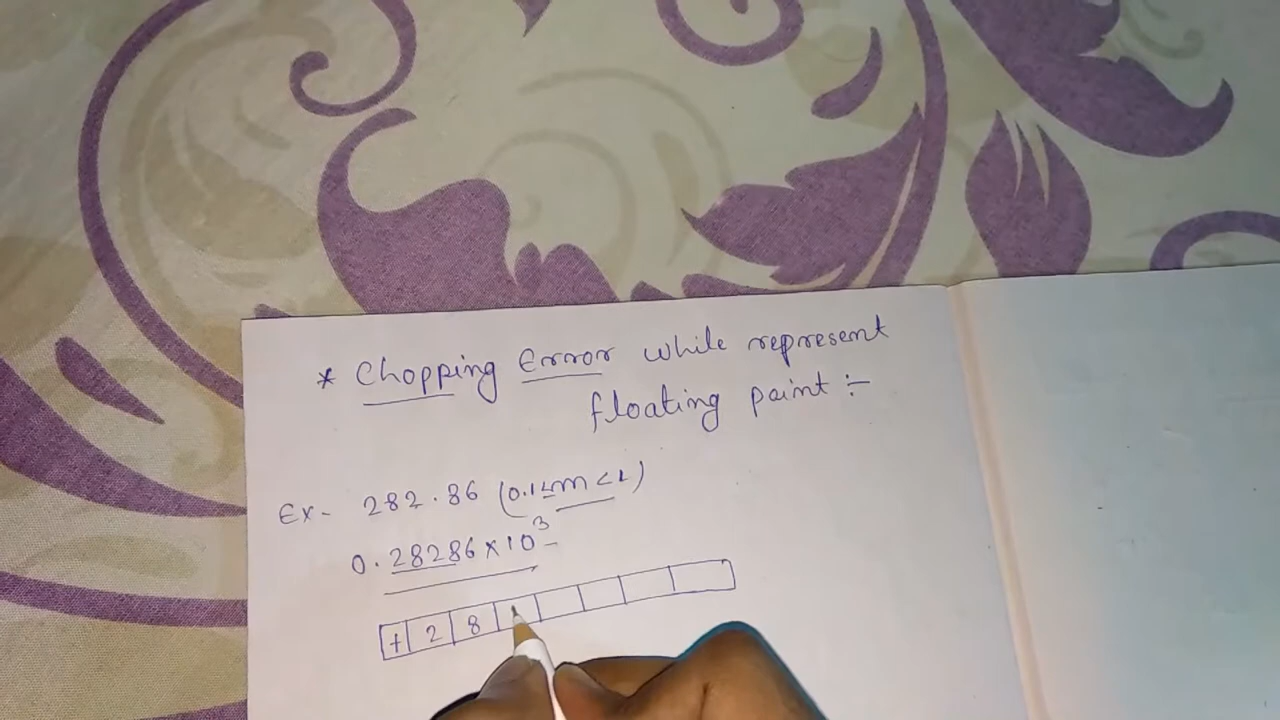 * Chopping Error while represent
floating paint :-
Ex- 282.86 (0.1≤m<1)
0.28286×10³
+ 2 8